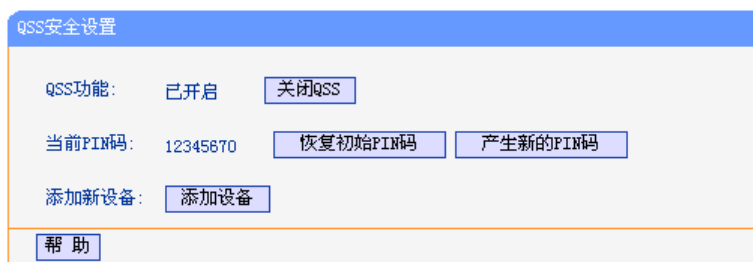 QSS安全设置
QSS功能： 已开启 关闭QSS
当前PIN码： 12345670 恢复初始PIN码 产生新的PIN码
添加新设备： 添加设备
帮 助